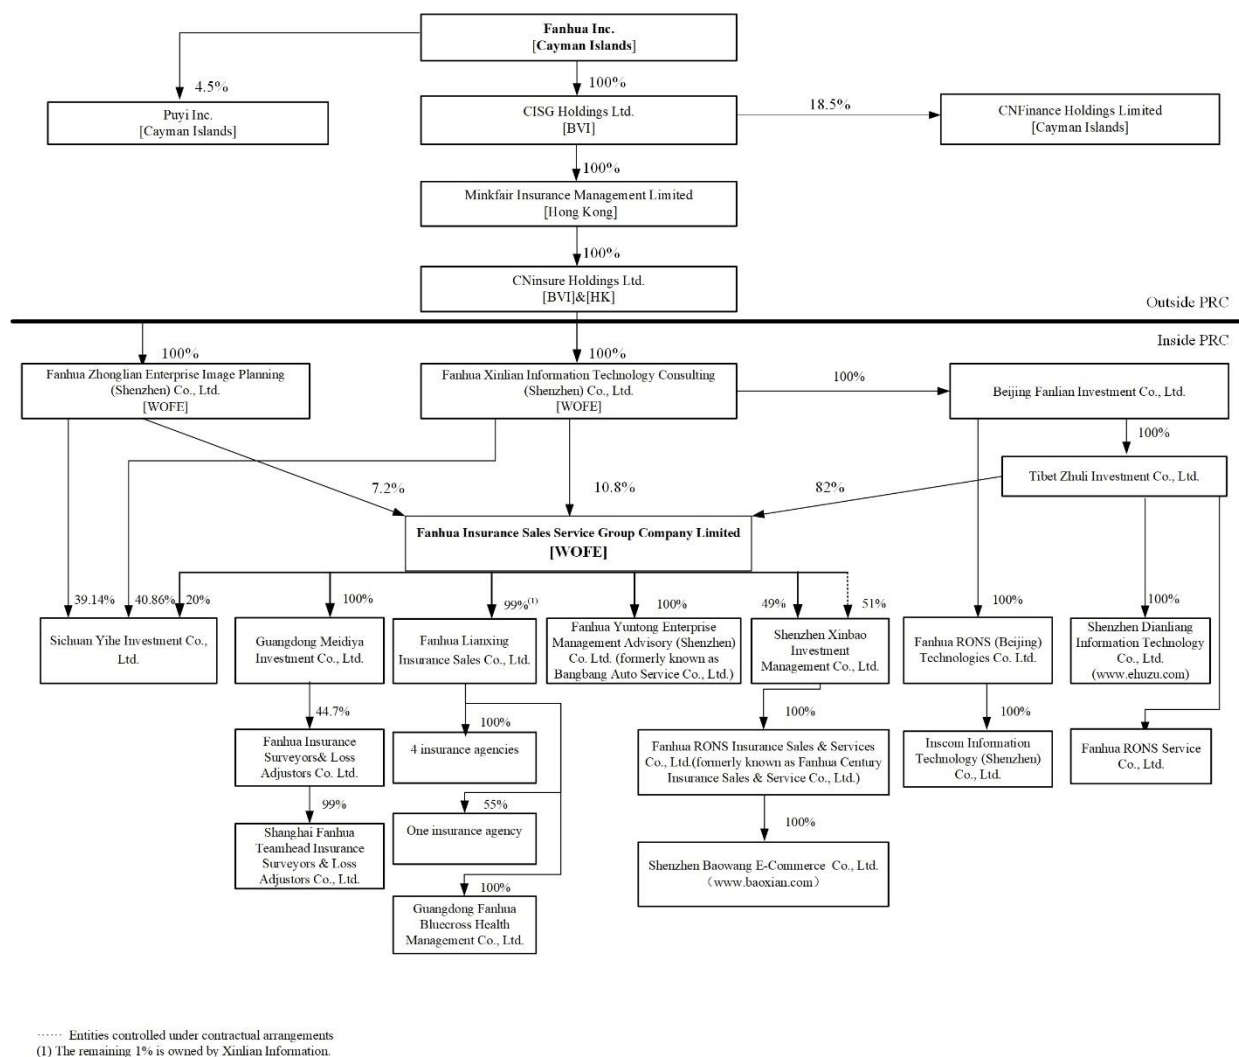 Fanhua Inc.
[Cayman Islands]
4.5%
100%
Puyi Inc.
[Cayman Islands]
CISG Holdings Ltd.
[BVI]
18.5%
CNFinance Holdings Limited
[Cayman Islands]
100%
Minkfair Insurance Management Limited
[Hong Kong]
100%
CNinsure Holdings Ltd.
[BVI]&[HK]
Outside PRC
Inside PRC
100%
100%
Fanhua Zhonglian Enterprise Image Planning
(Shenzhen) Co., Ltd.
[WOFE]
Fanhua Xinlian Information Technology Consulting
(Shenzhen) Co., Ltd.
[WOFE]
100%
Beijing Fanlian Investment Co., Ltd.
100%
Tibet Zhuli Investment Co., Ltd.
7.2%
10.8%
82%
Fanhua Insurance Sales Service Group Company Limited
[WOFE]
39.14%
40.86%
20%
100%
99%(1)
100%
49%
51%
100%
100%
Sichuan Yihe Investment Co.,
Ltd.
Guangdong Meidiya
Investment Co., Ltd.
Fanhua Lianxing
Insurance Sales Co., Ltd.
Fanhua Yuntong Enterprise
Management Advisory (Shenzhen)
Co. Ltd. (formerly known as
Bangbang Auto Service Co., Ltd.)
Shenzhen Xinbao
Investment
Management Co., Ltd.
Fanhua RONS (Beijing)
Technologies Co. Ltd.
Shenzhen Dianliang
Information Technology
Co., Ltd.
(www.ehuzu.com)
44.7%
100%
100%
100%
Fanhua Insurance
Surveyors& Loss
Adjustors Co. Ltd.
4 insurance agencies
Fanhua RONS Insurance Sales & Services
Co., Ltd.(formerly known as Fanhua Century
Insurance Sales & Service Co., Ltd.)
Inscom Information
Technology (Shenzhen)
Co., Ltd.
Fanhua RONS Service
Co., Ltd.
99%
55%
100%
Shanghai Fanhua
Teamhead Insurance
Surveyors & Loss
Adjustors Co., Ltd.
One insurance agency
Shenzhen Baowang E-Commerce Co., Ltd.
（www.baoxian.com）
100%
Guangdong Fanhua
Bluecross Health
Management Co., Ltd.
...... Entities controlled under contractual arrangements
(1) The remaining 1% is owned by Xinlian Information.